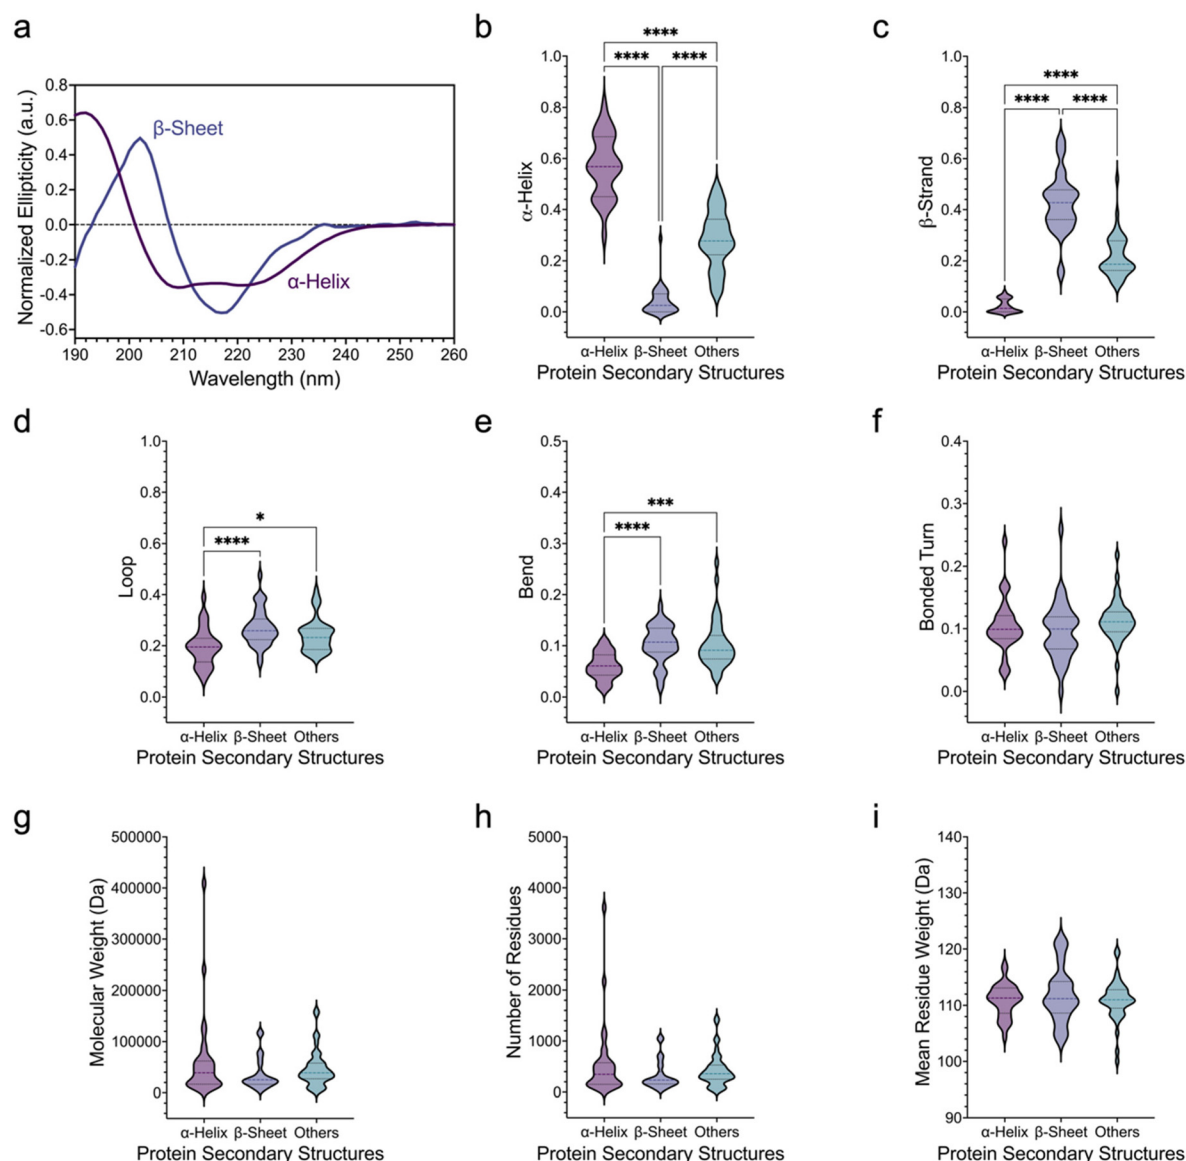 a
Normalized Ellipticity (a.u.)
0.8
0.6
0.4
0.2
0.0
-0.2
-0.4
-0.6
β-Sheet
α-Helix
190 200 210 220 230 240 250 260
Wavelength (nm)
b
α-Helix
1.0
0.8
0.6
0.4
0.2
0.0
****
**** ****
α-Helix β-Sheet Others
Protein Secondary Structures
c
β-Strand
1.0
0.8
0.6
0.4
0.2
0.0
****
**** ****
α-Helix β-Sheet Others
Protein Secondary Structures
d
Loop
1.0
0.8
0.6
0.4
0.2
0.0
*
****
α-Helix β-Sheet Others
Protein Secondary Structures
e
Bend
0.5
0.4
0.3
0.2
0.1
0.0
***
****
α-Helix β-Sheet Others
Protein Secondary Structures
f
Bonded Turn
0.4
0.3
0.2
0.1
0.0
α-Helix β-Sheet Others
Protein Secondary Structures
g
Molecular Weight (Da)
500000
400000
300000
200000
100000
0
α-Helix β-Sheet Others
Protein Secondary Structures
h
Number of Residues
5000
4000
3000
2000
1000
0
α-Helix β-Sheet Others
Protein Secondary Structures
i
Mean Residue Weight (Da)
140
130
120
110
100
90
α-Helix β-Sheet Others
Protein Secondary Structures